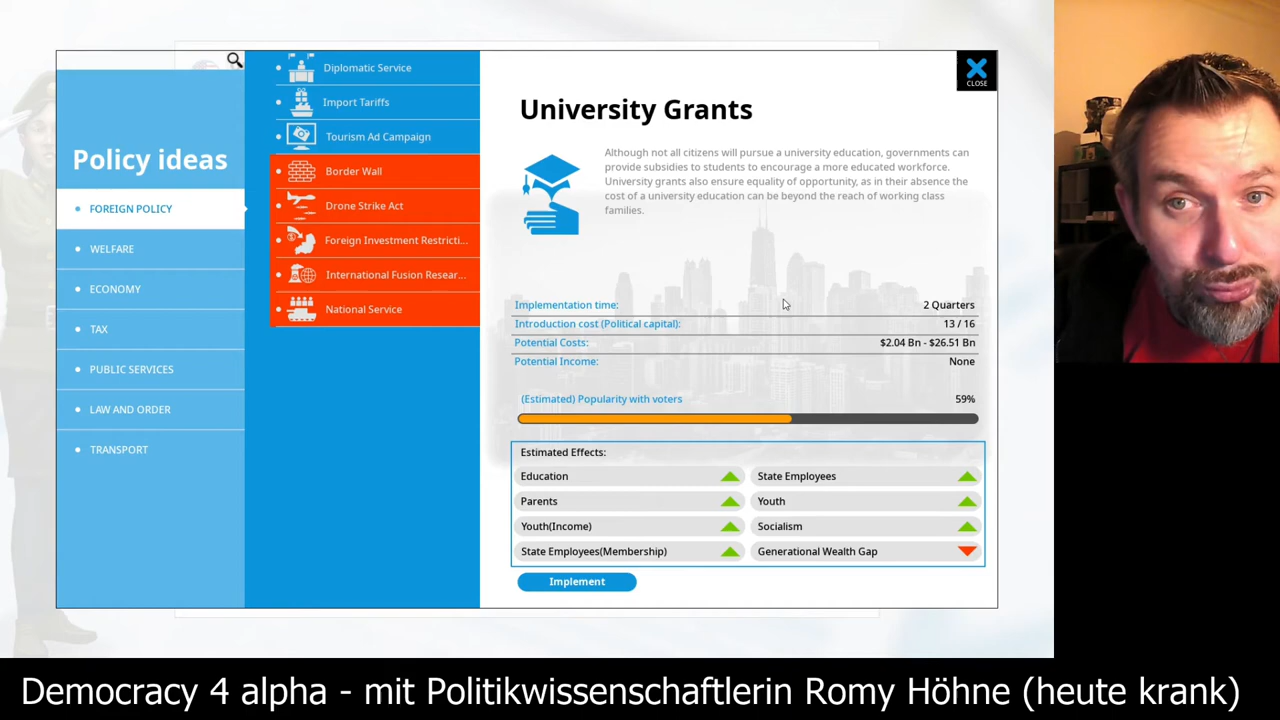 Policy ideas
FOREIGN POLICY
WELFARE
ECONOMY
TAX
PUBLIC SERVICES
LAW AND ORDER
TRANSPORT
Diplomatic Service
Import Tariffs
Tourism Ad Campaign
Border Wall
Drone Strike Act
Foreign Investment Restricti...
International Fusion Resear...
National Service
CLOSE
University Grants
Although not all citizens will pursue a university education, governments can
provide subsidies to students to encourage a more educated workforce.
University grants also ensure equality of opportunity, as in their absence the
cost of a university education can be beyond the reach of working class
families.
Implementation time: 2 Quarters
Introduction cost (Political capital): 13 / 16
Potential Costs: $2.04 Bn - $26.51 Bn
Potential Income: None
(Estimated) Popularity with voters 59%
Estimated Effects:
Education State Employees
Parents Youth
Youth(Income) Socialism
State Employees(Membership) Generational Wealth Gap
Implement
Democracy 4 alpha - mit Politikwissenschaftlerin Romy Höhne (heute krank)